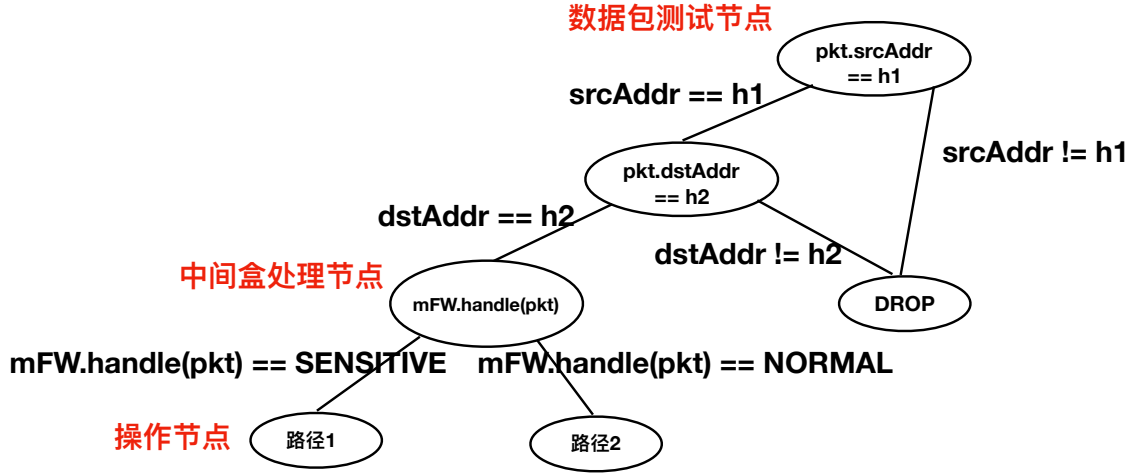 数据包测试节点
pkt.srcAddr
== h1
srcAddr == h1
srcAddr != h1
pkt.dstAddr
== h2
dstAddr == h2
dstAddr != h2
中间盒处理节点
mFW.handle(pkt)
DROP
mFW.handle(pkt) == SENSITIVE
mFW.handle(pkt) == NORMAL
操作节点
路径1
路径2